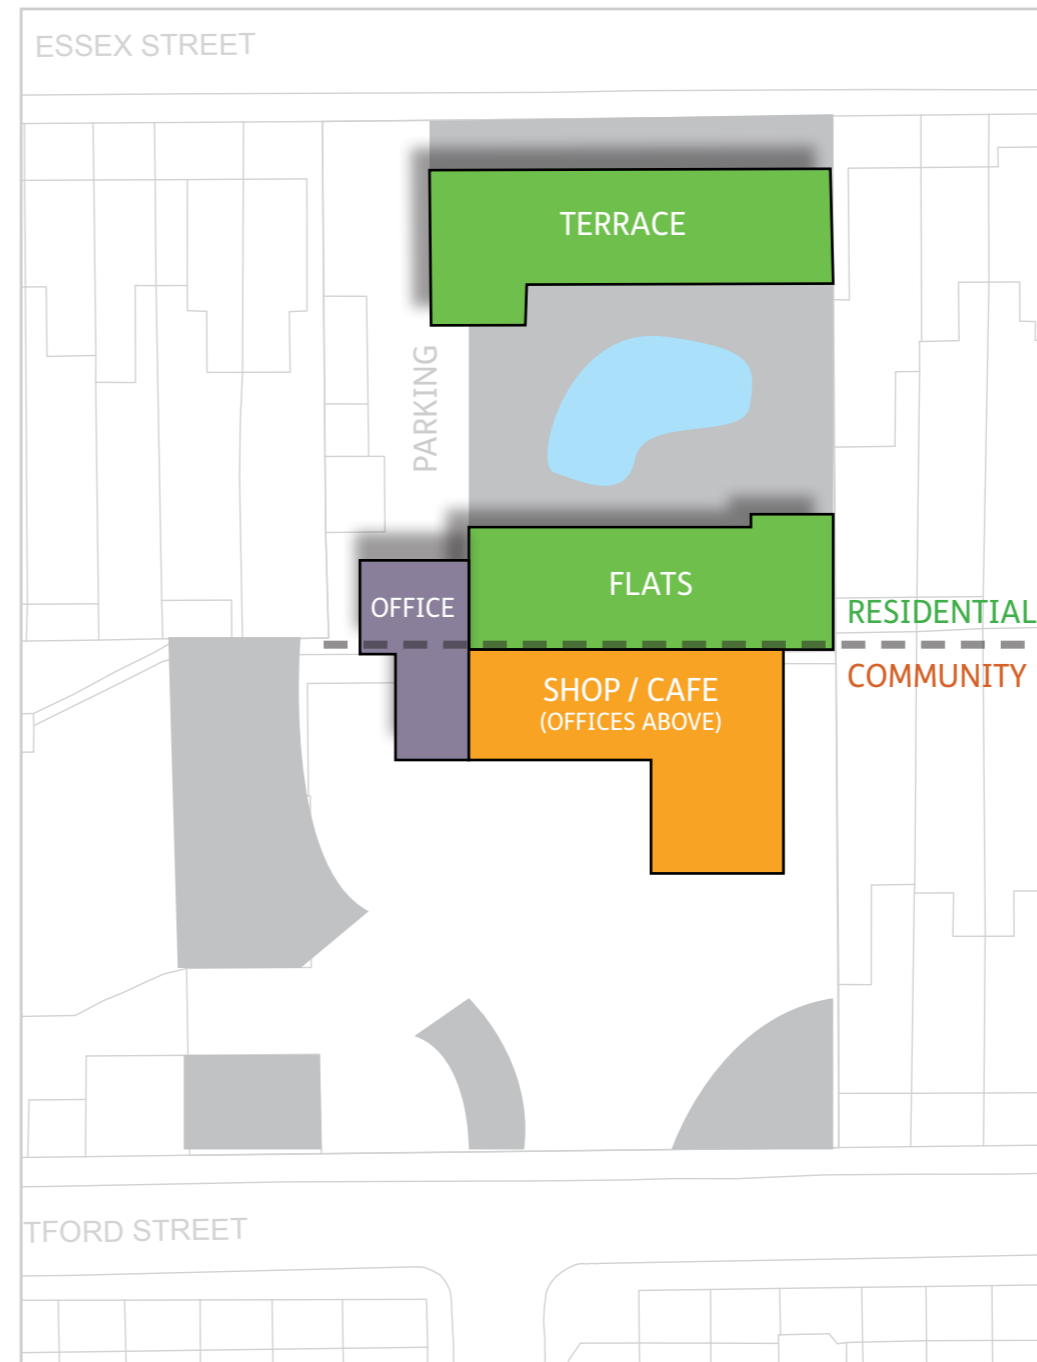 ESSEX STREET
TERRACE
PARKING
FLATS
OFFICE
RESIDENTIAL
COMMUNITY
SHOP / CAFE
(OFFICES ABOVE)
TFORD STREET